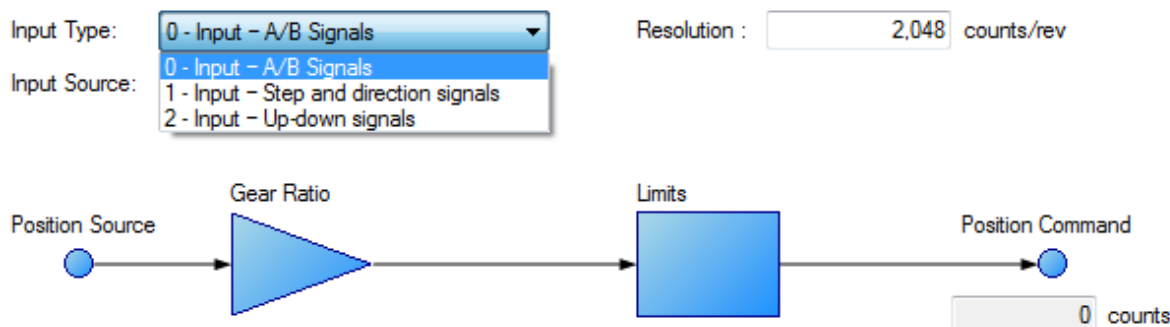 Input Type: 0 - Input – A/B Signals Resolution : 2,048 counts/rev
0 - Input – A/B Signals
Input Source: 1 - Input – Step and direction signals
2 - Input – Up-down signals
Gear Ratio Limits
Position Source Position Command
0 counts